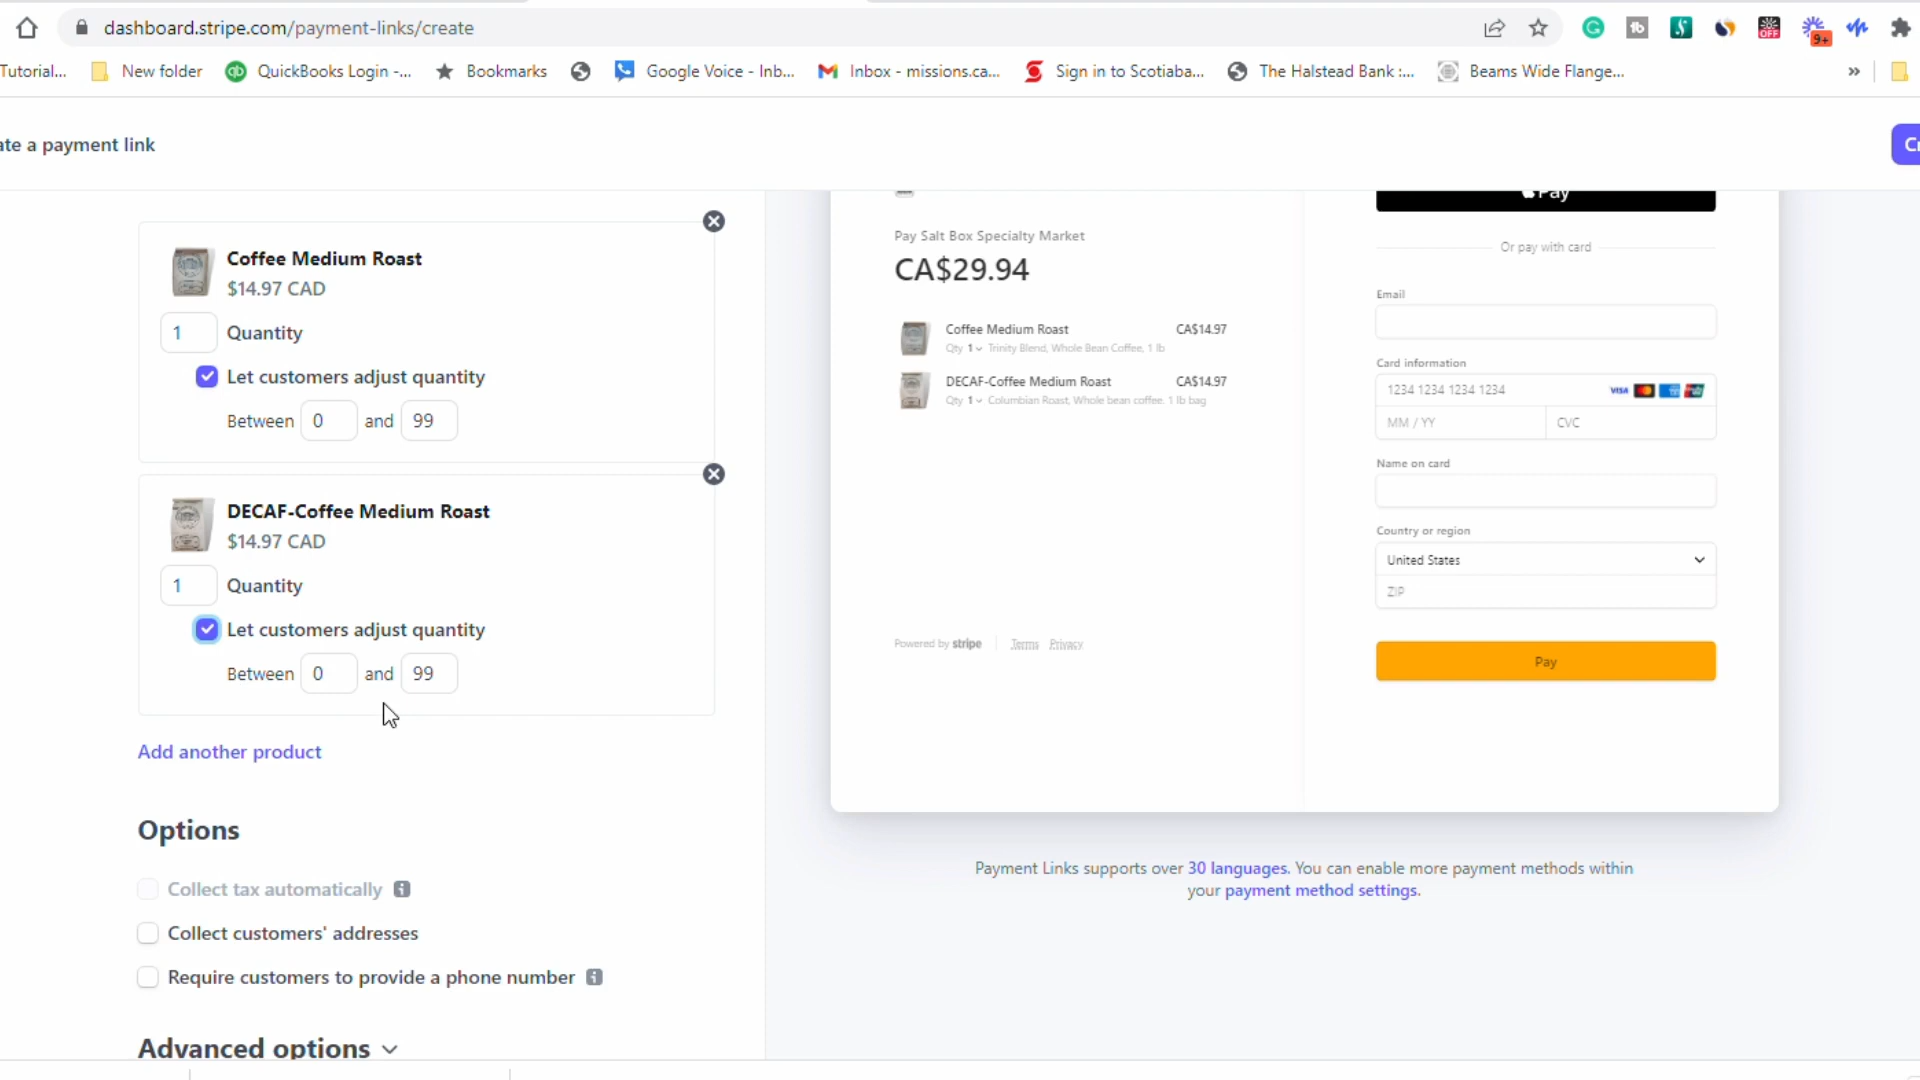 dashboard.stripe.com/payment-links/create
OFF
9+
Tutorial...
New folder
QuickBooks Login -...
Bookmarks
Google Voice - Inb...
Inbox - missions.ca...
Sign in to Scotiaba...
The Halstead Bank :...
Beams Wide Flange...
»
ate a payment link
Cr
Coffee Medium Roast
$14.97 CAD
1 Quantity
Let customers adjust quantity
Between 0 and 99
DECAF-Coffee Medium Roast
$14.97 CAD
1 Quantity
Let customers adjust quantity
Between 0 and 99
Add another product
Options
Collect tax automatically
Collect customers' addresses
Require customers to provide a phone number
Advanced options
Pay Salt Box Specialty Market
CA$29.94
Coffee Medium Roast CA$14.97
Qty 1 Trinity Blend, Whole Bean Coffee, 1 lb
DECAF-Coffee Medium Roast CA$14.97
Qty 1 Columbian Roast, Whole bean coffee. 1 lb bag
Powered by stripe Terms Privacy
Pay
Or pay with card
Email
Card information
1234 1234 1234 1234 VISA
MM / YY CVC
Name on card
Country or region
United States
ZIP
Pay
Payment Links supports over 30 languages. You can enable more payment methods within
your payment method settings.